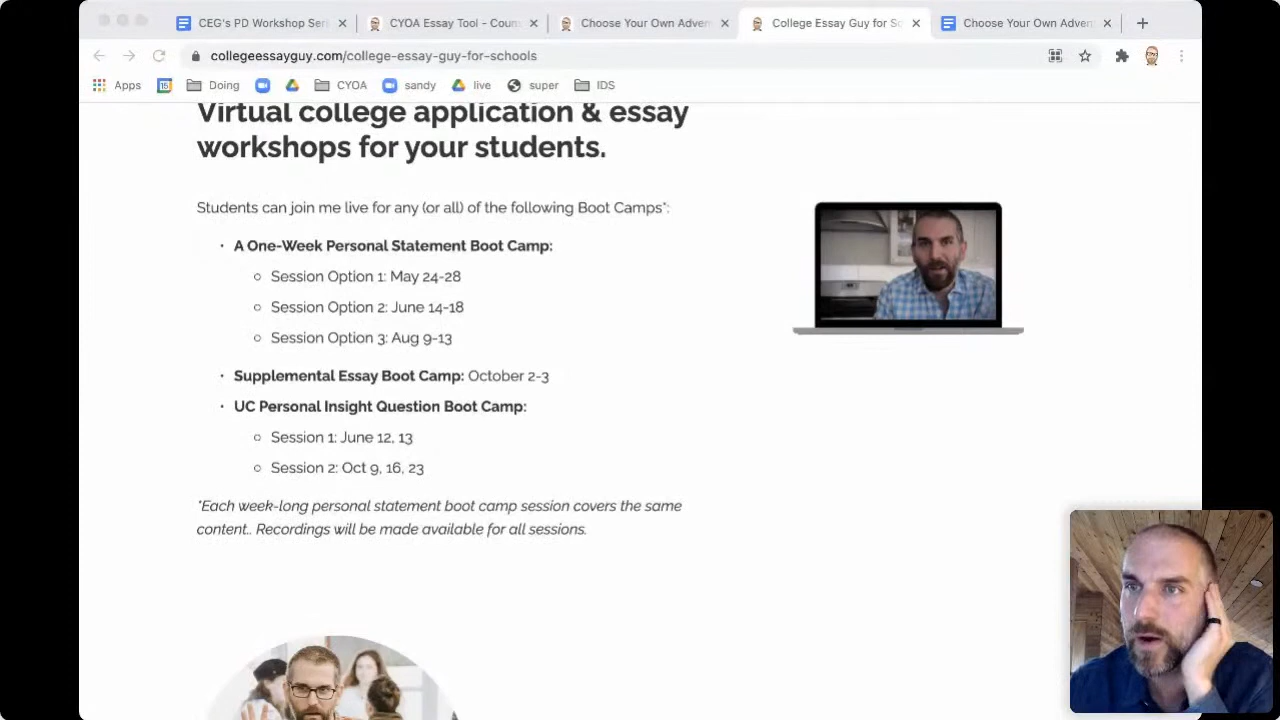 CEG's PD Workshop Seri
CYOA Essay Tool - Coun
Choose Your Own Adven
College Essay Guy for Sc
Choose Your Own Adven
collegeessayguy.com/college-essay-guy-for-schools
Apps
15
Doing
CYOA
sandy
live
super
IDS
Virtual college application & essay
workshops for your students.
Students can join me live for any (or all) of the following Boot Camps*:
• A One-Week Personal Statement Boot Camp:
○ Session Option 1: May 24-28
○ Session Option 2: June 14-18
○ Session Option 3: Aug 9-13
• Supplemental Essay Boot Camp: October 2-3
• UC Personal Insight Question Boot Camp:
○ Session 1: June 12, 13
○ Session 2: Oct 9, 16, 23
*Each week-long personal statement boot camp session covers the same
content.. Recordings will be made available for all sessions.